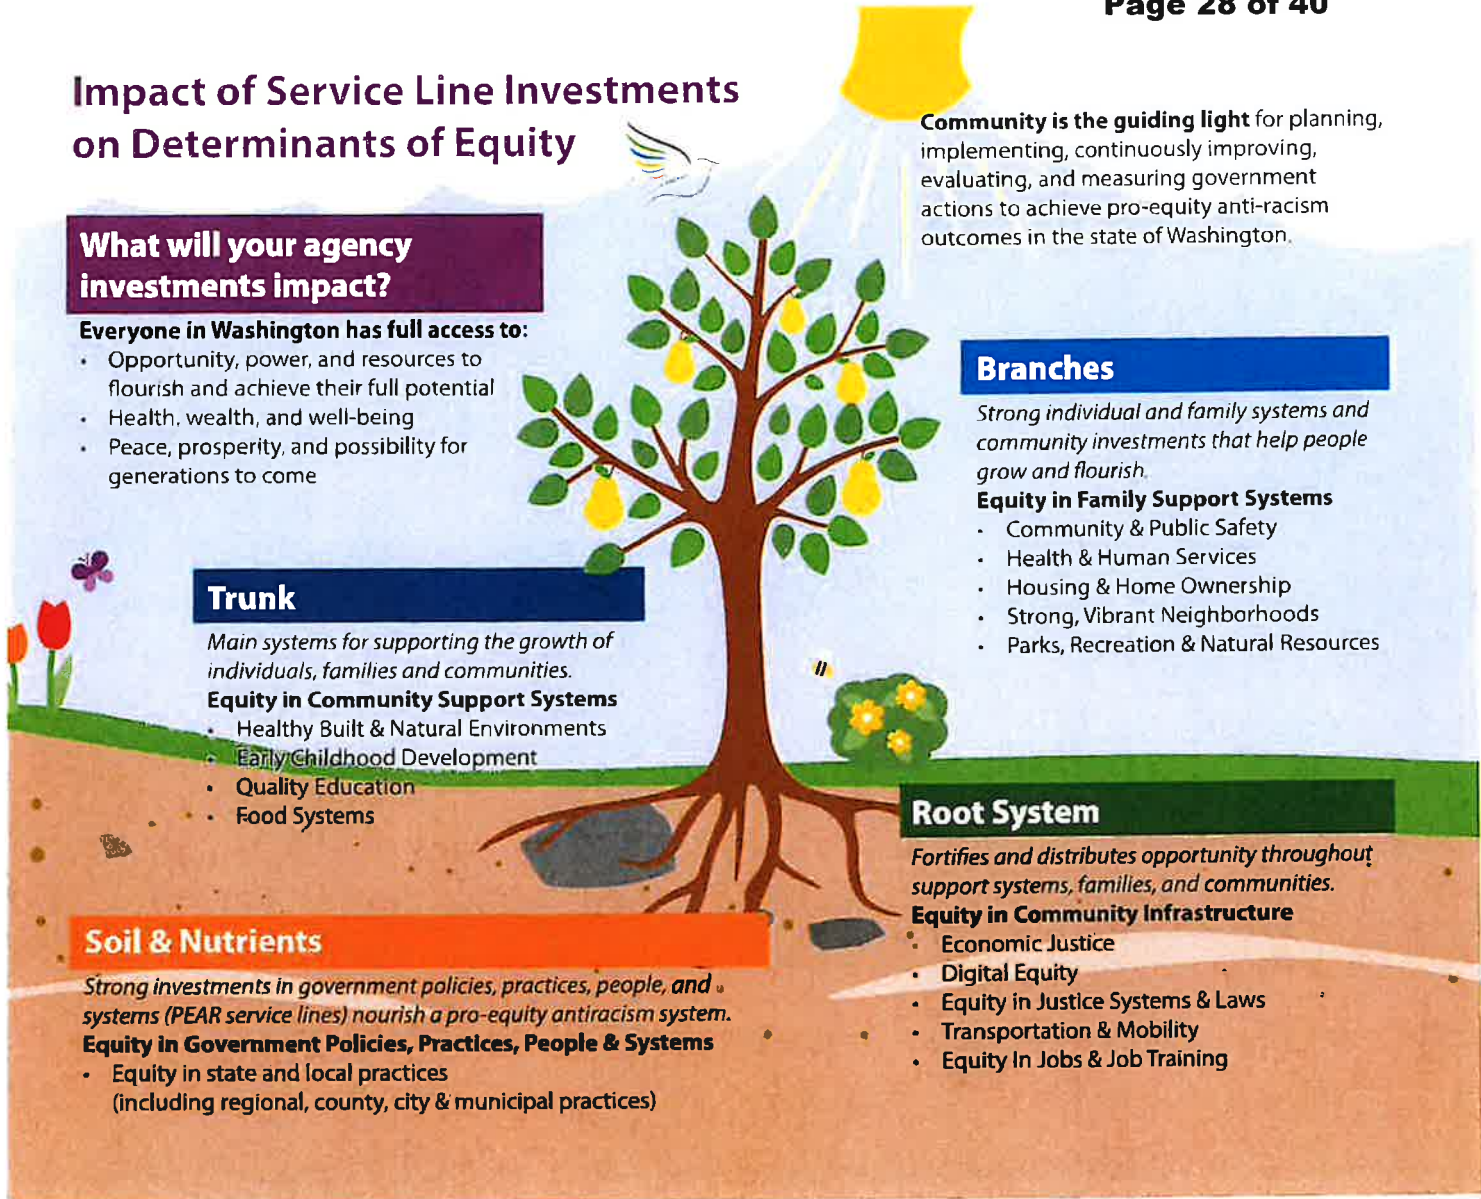 Page 28 of 40
Impact of Service Line Investments
on Determinants of Equity
Community is the guiding light for planning,
implementing, continuously improving,
evaluating, and measuring government
actions to achieve pro-equity anti-racism
outcomes in the state of Washington.
What will your agency
investments impact?
Everyone in Washington has full access to:
• Opportunity, power, and resources to
flourish and achieve their full potential
• Health, wealth, and well-being
• Peace, prosperity, and possibility for
generations to come
Branches
Strong individual and family systems and
community investments that help people
grow and flourish.
Equity in Family Support Systems
• Community & Public Safety
• Health & Human Services
• Housing & Home Ownership
• Strong, Vibrant Neighborhoods
• Parks, Recreation & Natural Resources
Trunk
Main systems for supporting the growth of
individuals, families and communities.
Equity in Community Support Systems
• Healthy Built & Natural Environments
• Early Childhood Development
• Quality Education
• Food Systems
Root System
Fortifies and distributes opportunity throughout
support systems, families, and communities.
Equity in Community Infrastructure
• Economic Justice
• Digital Equity
• Equity in Justice Systems & Laws
• Transportation & Mobility
• Equity In Jobs & Job Training
Soil & Nutrients
Strong investments in government policies, practices, people, and
systems (PEAR service lines) nourish a pro-equity antiracism system.
Equity in Government Policies, Practices, People & Systems
• Equity in state and local practices
(including regional, county, city & municipal practices)